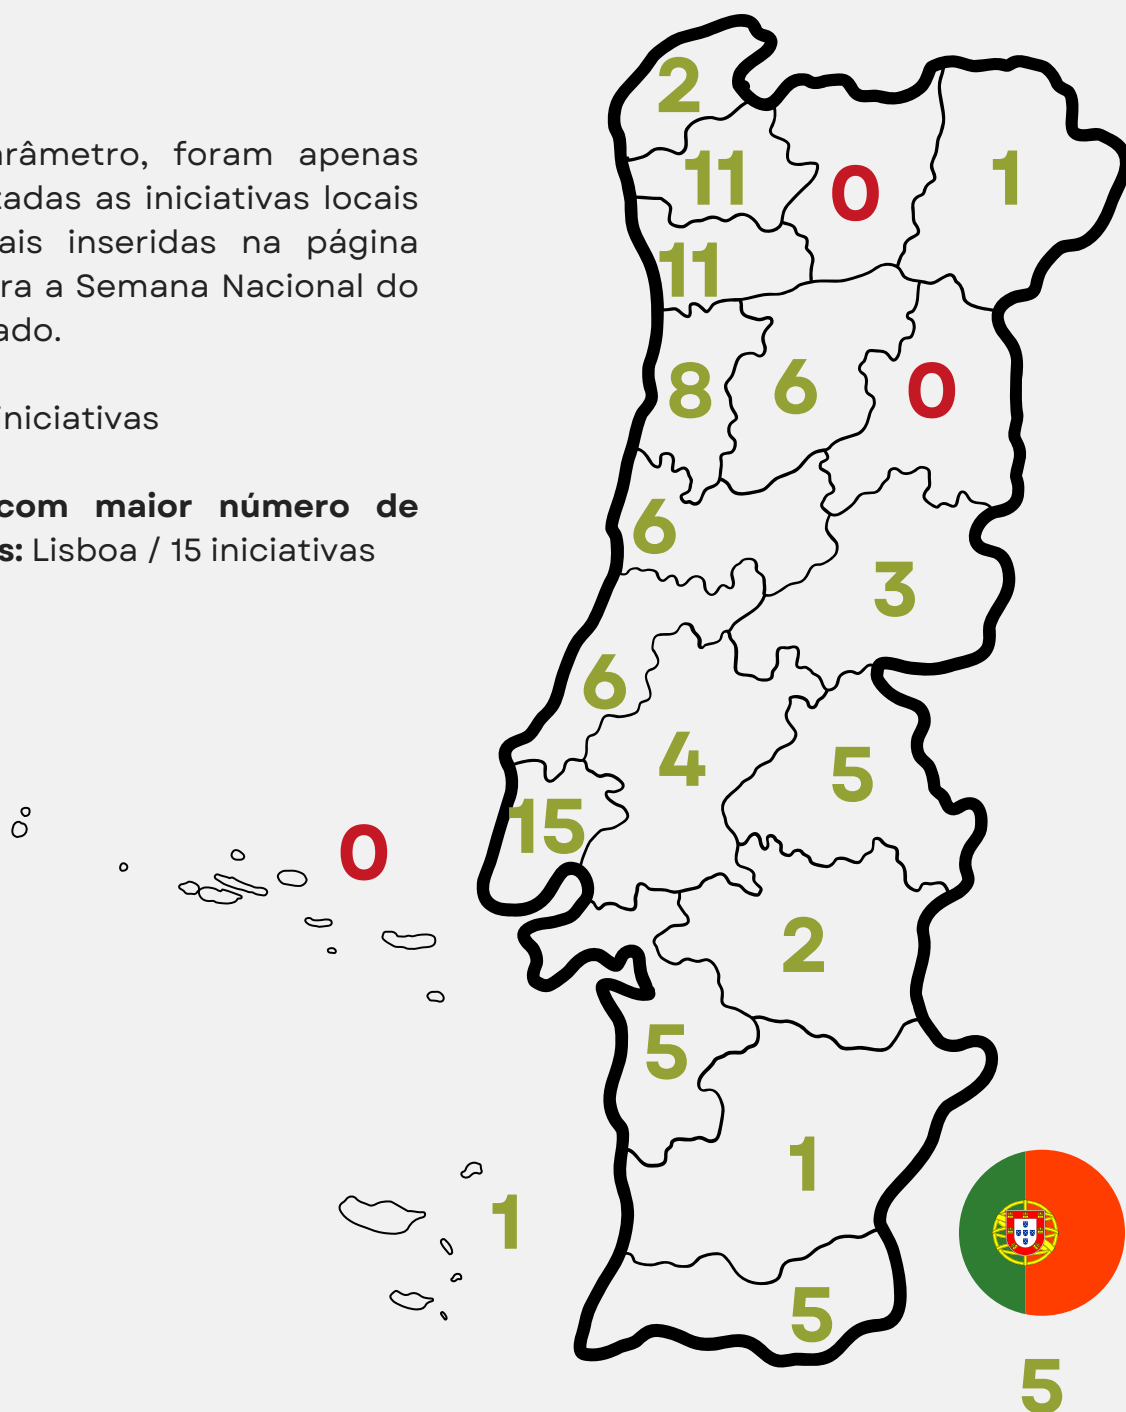 arâmetro, foram apenas
tadas as iniciativas locais
ais inseridas na página
ra a Semana Nacional do
ado.
iniciativas
com maior número de
s: Lisboa / 15 iniciativas
2
11
0
1
11
8
6
0
6
3
6
4
5
15
0
2
5
1
1
5
5